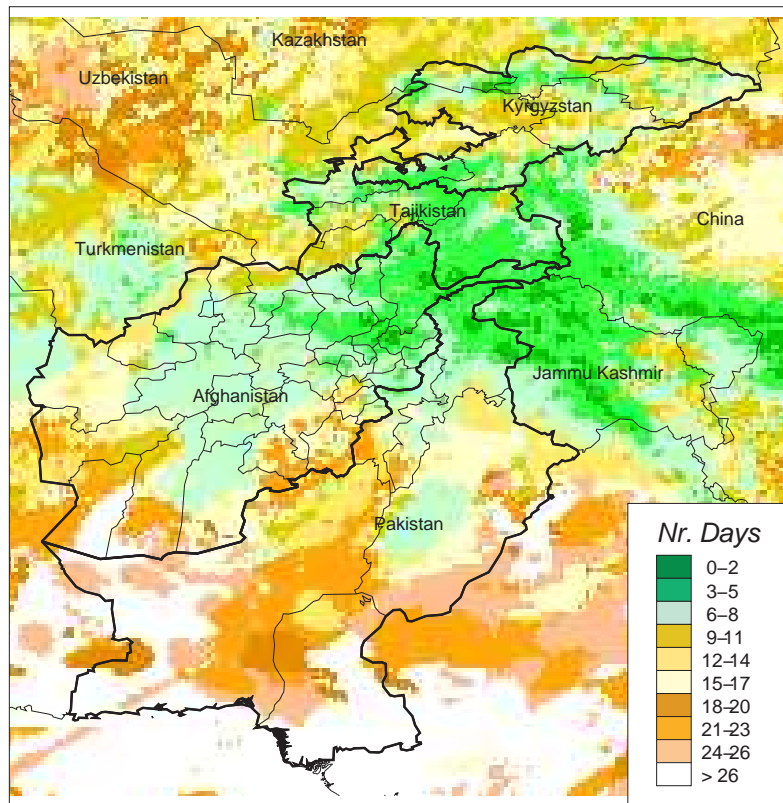 Kazakhstan
Uzbekistan
Kyrgyzstan
Tajikistan
China
Turkmenistan
Jammu Kashmir
Afghanistan
Pakistan
Nr. Days
0–2
3–5
6–8
9–11
12–14
15–17
18–20
21–23
24–26
> 26